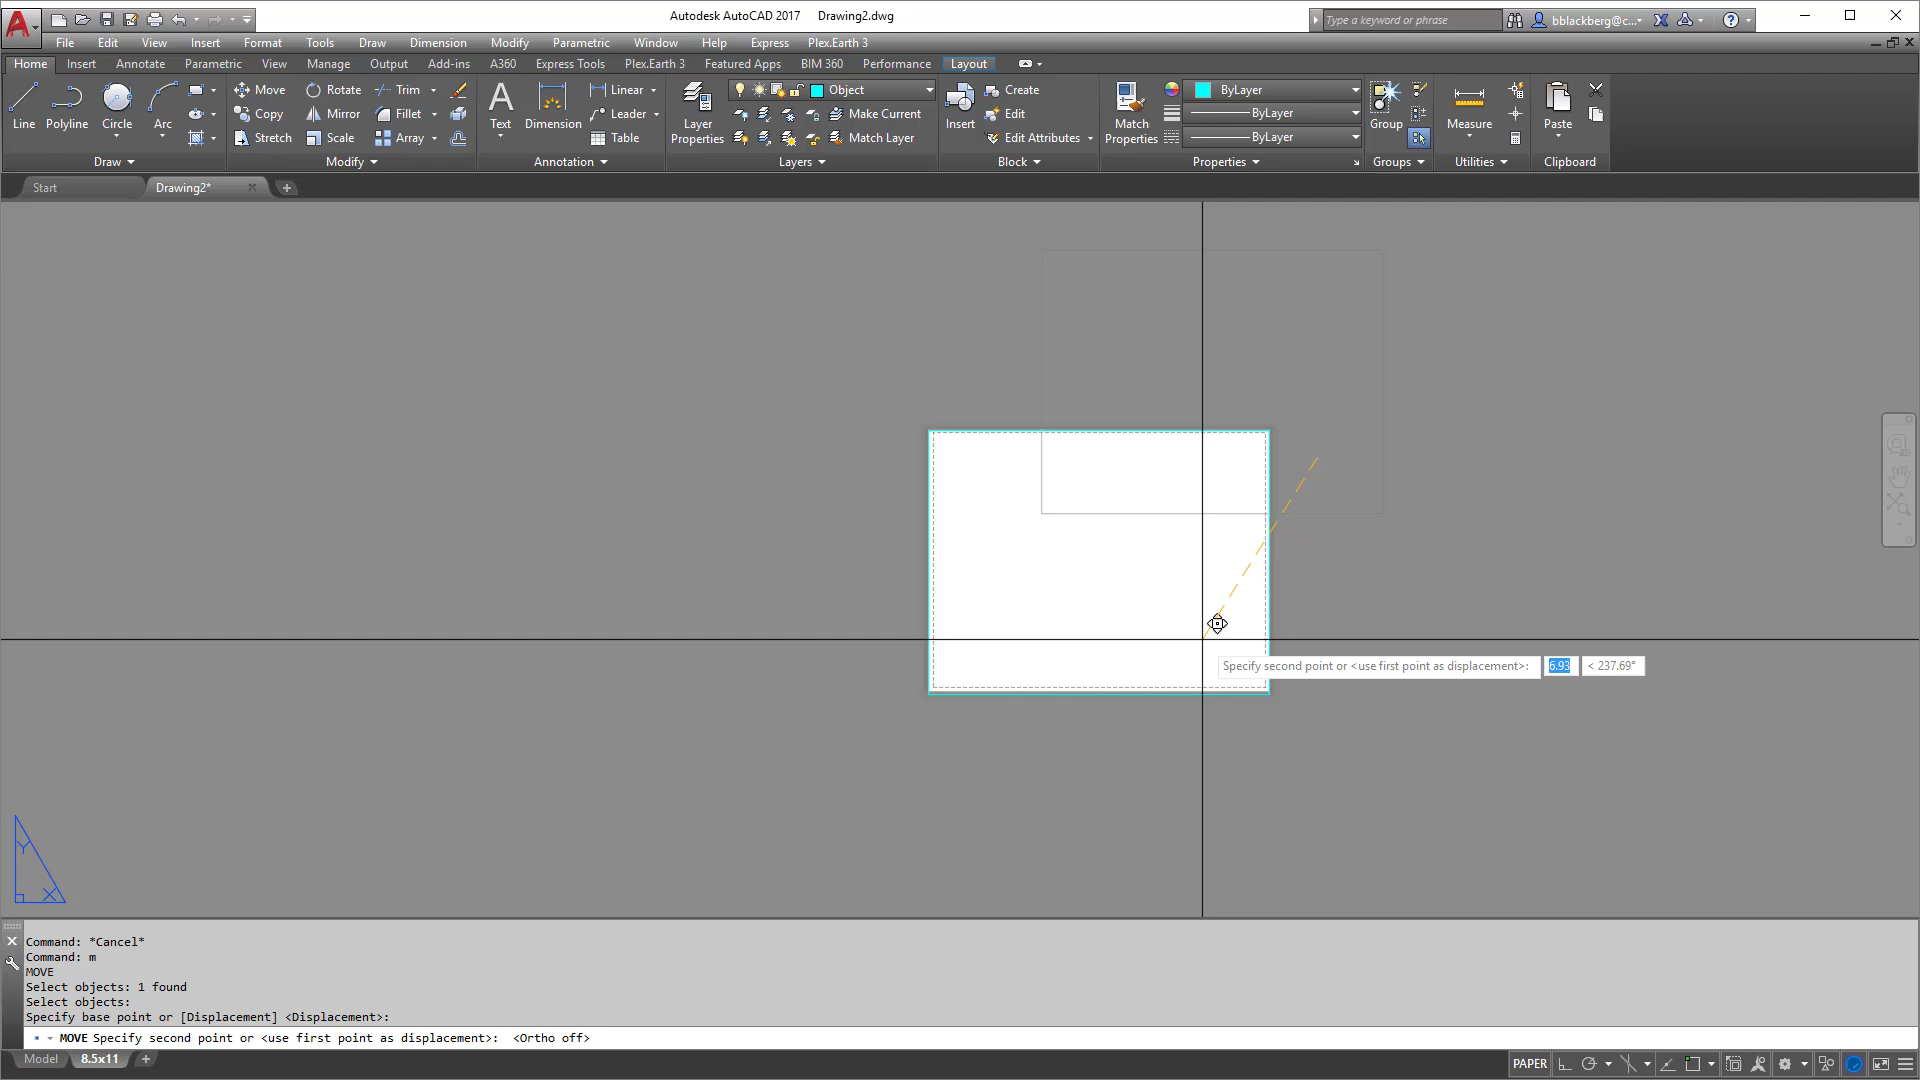 Autodesk AutoCAD 2017 Drawing2.dwg
Type a keyword or phrase
bblackberg@c...
File Edit View Insert Format Tools Draw Dimension Modify Parametric Window Help Express Plex.Earth 3
Home Insert Annotate Parametric View Manage Output Add-ins A360 Express Tools Plex.Earth 3 Featured Apps BIM 360 Performance Layout
Line Polyline Circle Arc
Draw
Move Rotate Trim
Copy Mirror Fillet
Stretch Scale Array
Modify
Text Dimension
Linear
Leader
Table
Annotation
Layer Properties
Object
Make Current
Match Layer
Layers
Insert
Create
Edit
Edit Attributes
Block
Match Properties
ByLayer
ByLayer
ByLayer
Properties
Group
Groups
Measure
Utilities
Paste
Clipboard
Start Drawing2*
Specify second point or <use first point as displacement>: 6.93 < 237.69°
Y
X
Command: *Cancel*
Command: m
MOVE
Select objects: 1 found
Select objects:
Specify base point or [Displacement] <Displacement>:
MOVE Specify second point or <use first point as displacement>: <Ortho off>
Model 8.5x11
PAPER